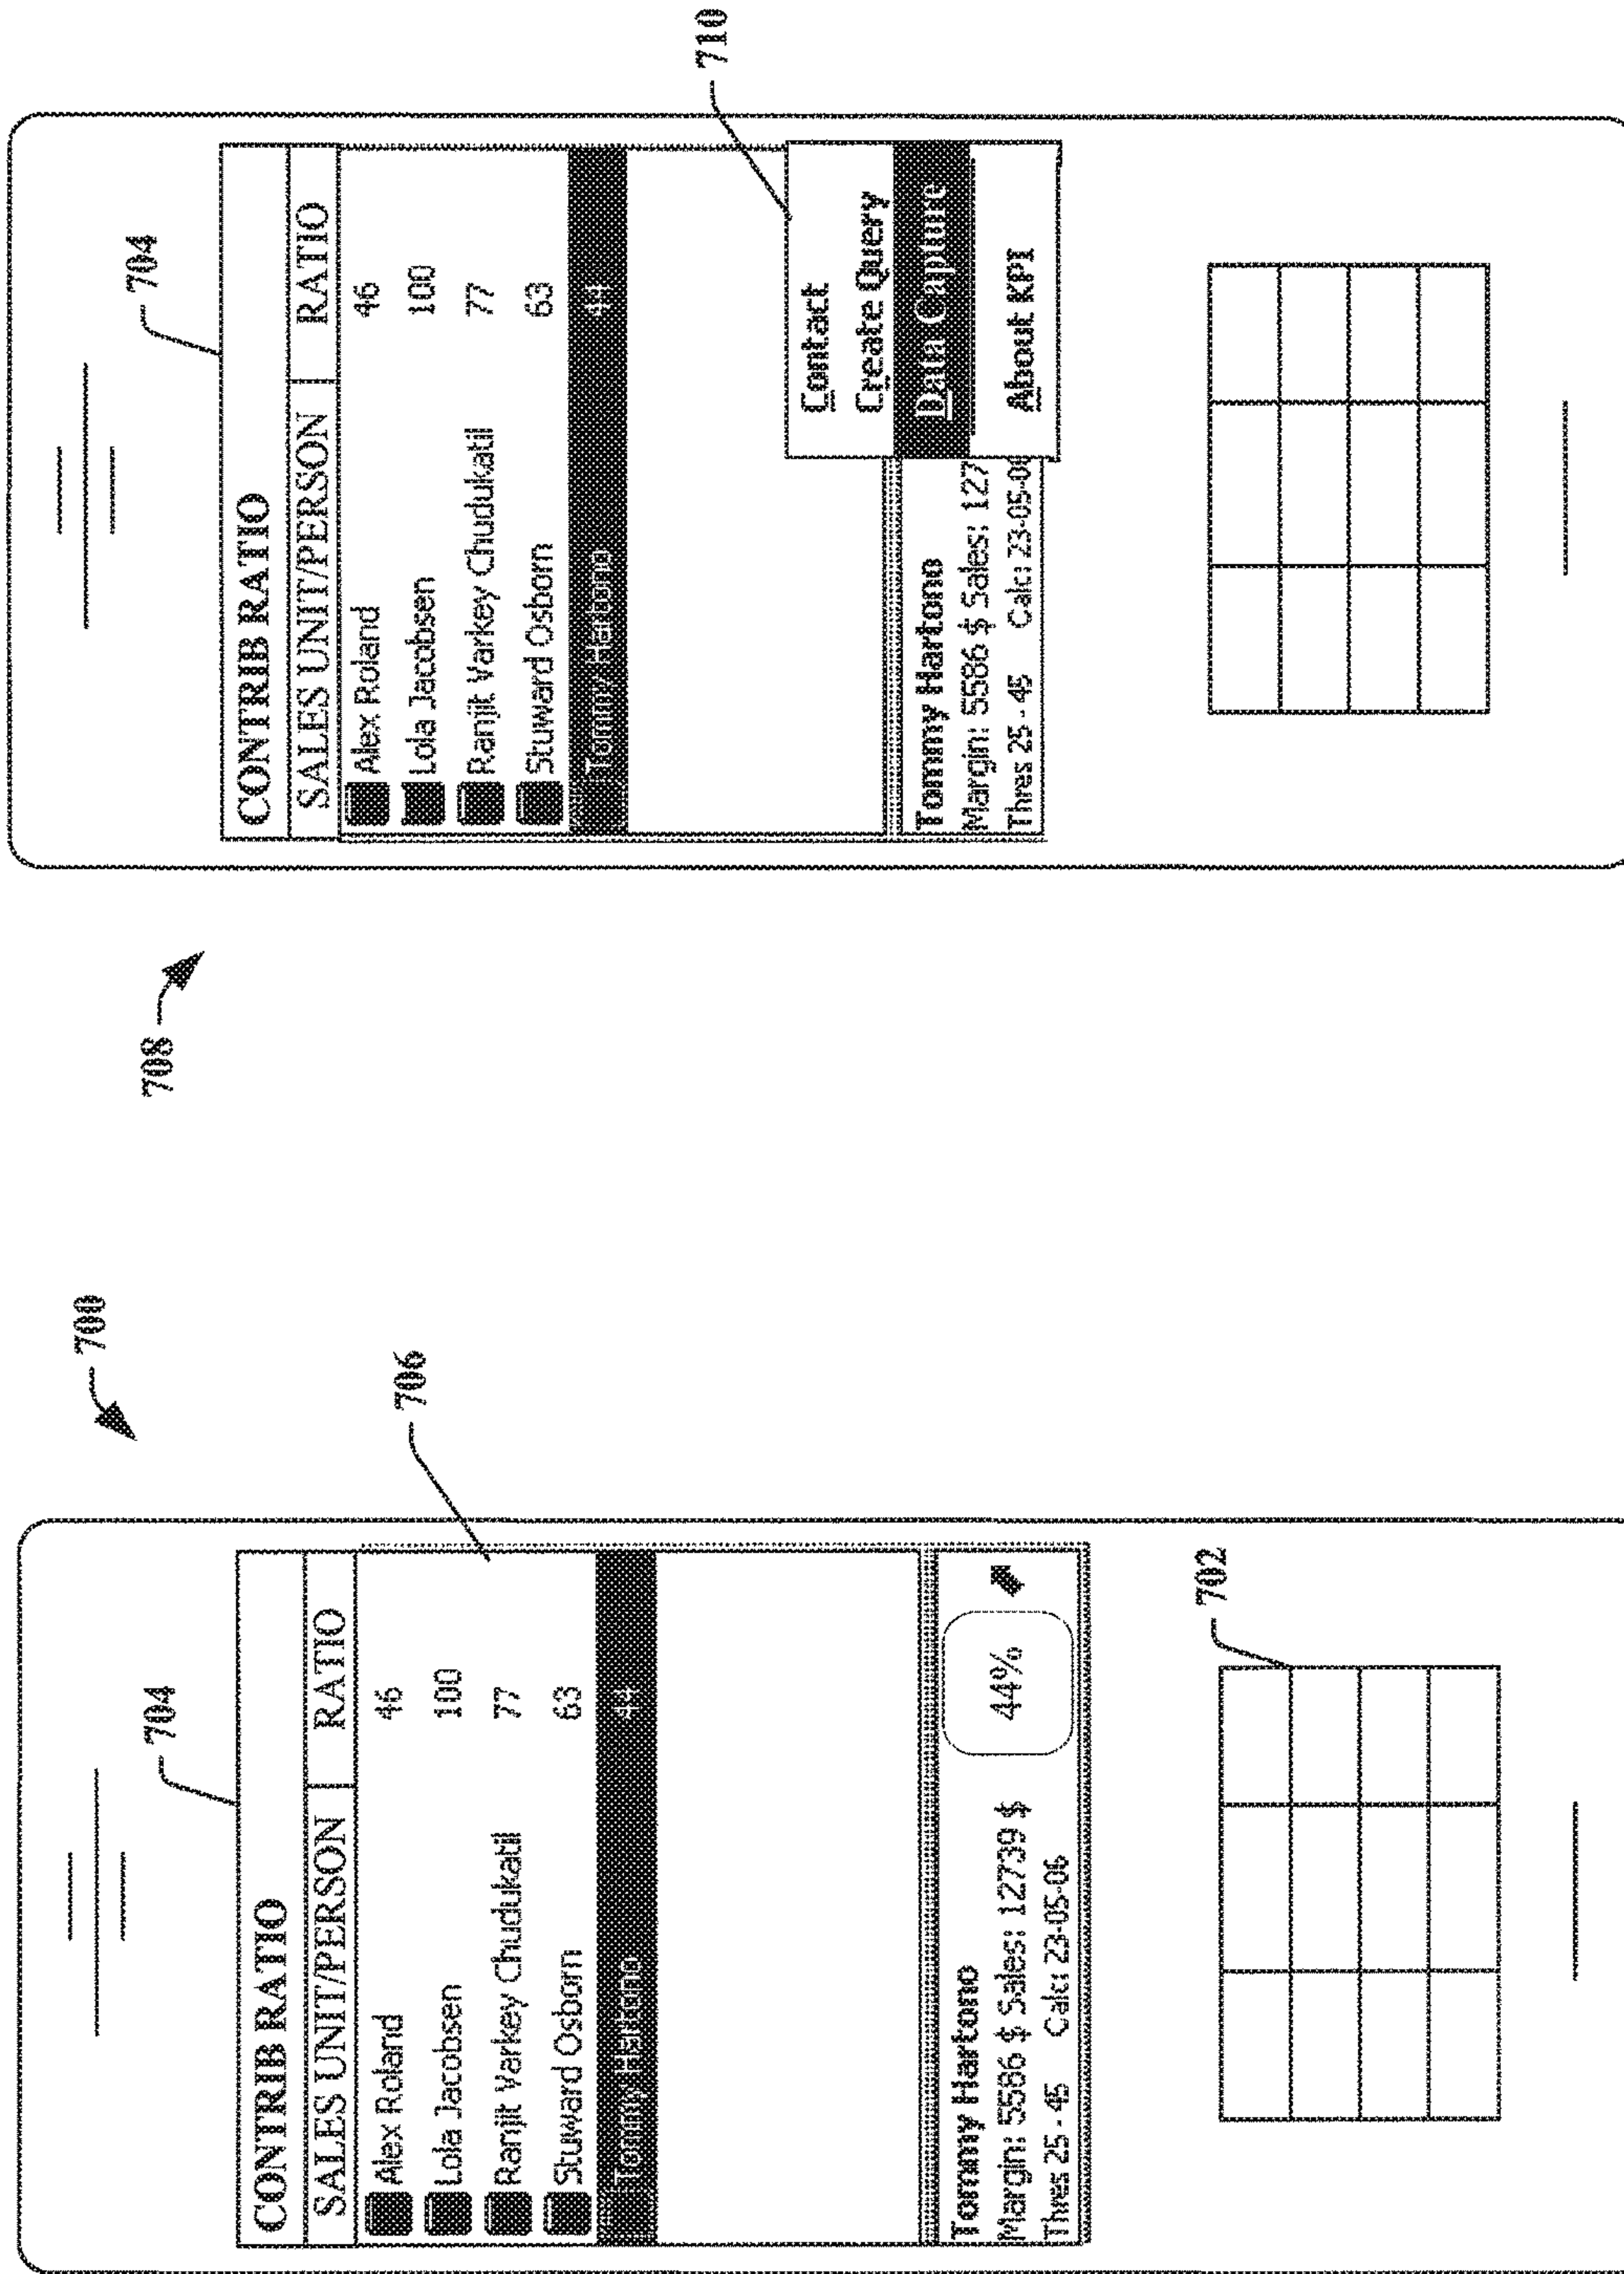 700
704
CONTRIB RATIO
SALES UNIT/PERSON | RATIO
Alex Roland 46
Lola Jacobsen 100
Ranjit Varkey Chudukatil 77
Stuward Osborn 63
Tommy Hartono 44
706
Tommy Hartono
Margin: 5586 $ Sales: 12739 $
Thres 25 - 45 Calc: 23-05-06
44%
702
708
704
CONTRIB RATIO
SALES UNIT/PERSON | RATIO
Alex Roland 46
Lola Jacobsen 100
Ranjit Varkey Chudukatil 77
Stuward Osborn 63
Tommy Hartono 44
710
Contact
Create Query
Data Capture
About KPI
Tommy Hartono
Margin: 5586 $ Sales: 127
Thres 25 - 45 Calc: 23-05-0